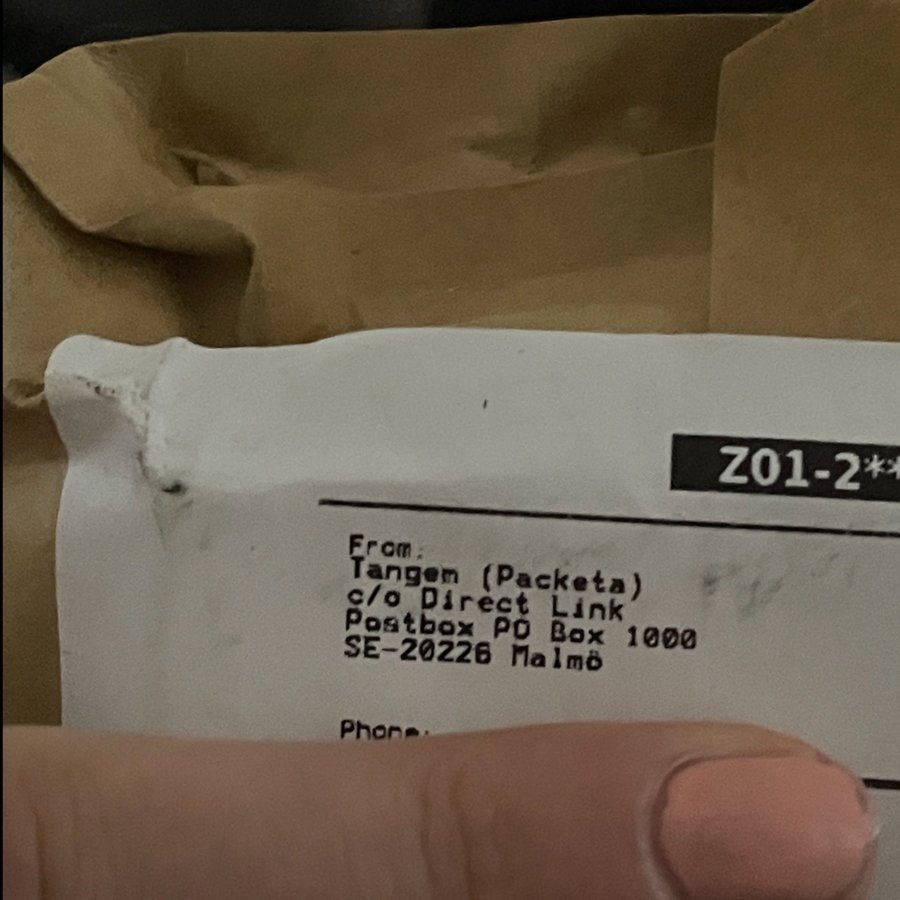 Z01-2**
From:
Tangem (Packeta)
c/o Direct Link
Postbox PO Box 1000
SE-20226 Malmö
Phone: